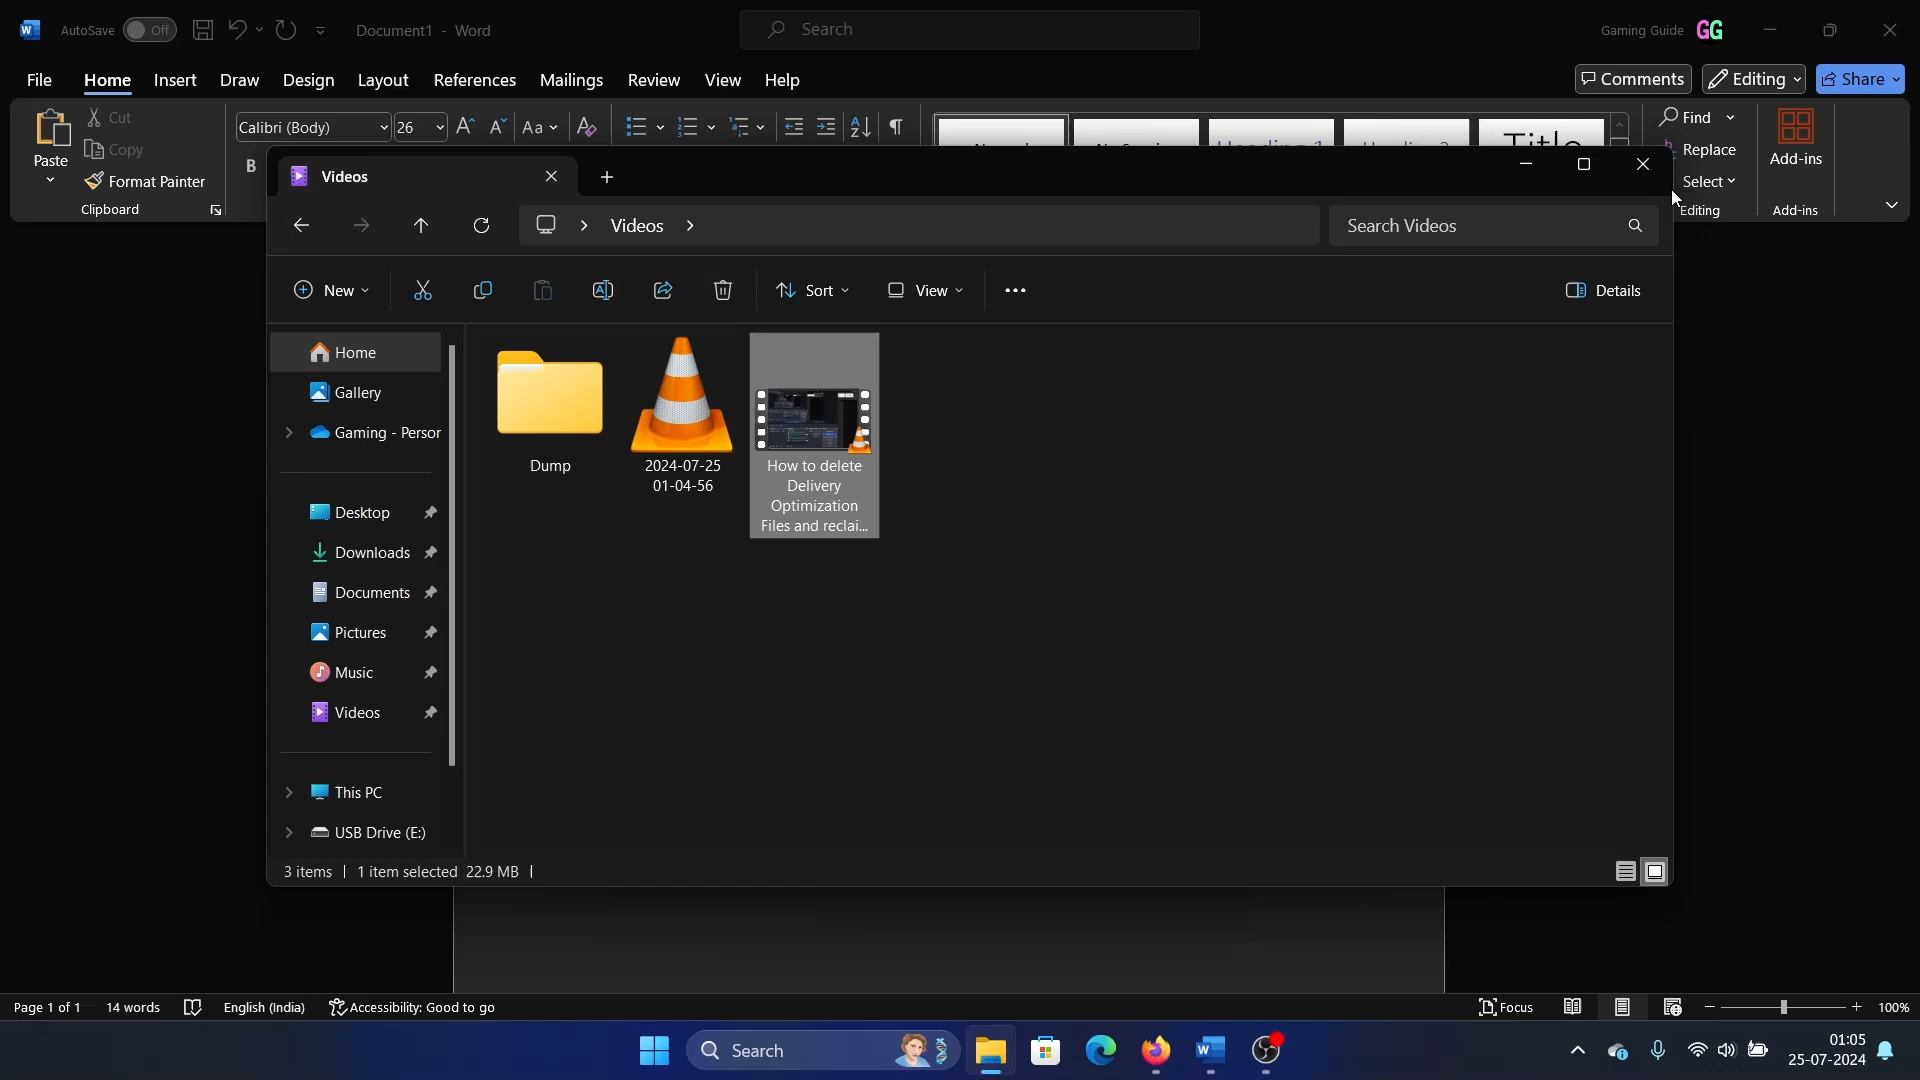 AutoSave Off Document1 - Word Search Gaming Guide GG
File Home Insert Draw Design Layout References Mailings Review View Help Comments Editing Share
Paste Cut Copy Format Painter Clipboard
Calibri (Body) 26 Aa
B
Title
Find
Replace
Select
Editing
Add-ins
Add-ins
Videos
Videos
Search Videos
New Sort View Details
Home
Gallery
Gaming - Person
Desktop
Downloads
Documents
Pictures
Music
Videos
This PC
USB Drive (E:)
Dump
2024-07-25
01-04-56
How to delete
Delivery
Optimization
Files and reclai...
3 items 1 item selected 22.9 MB
Page 1 of 1 14 words English (India) Accessibility: Good to go Focus 100%
Search
01:05
25-07-2024